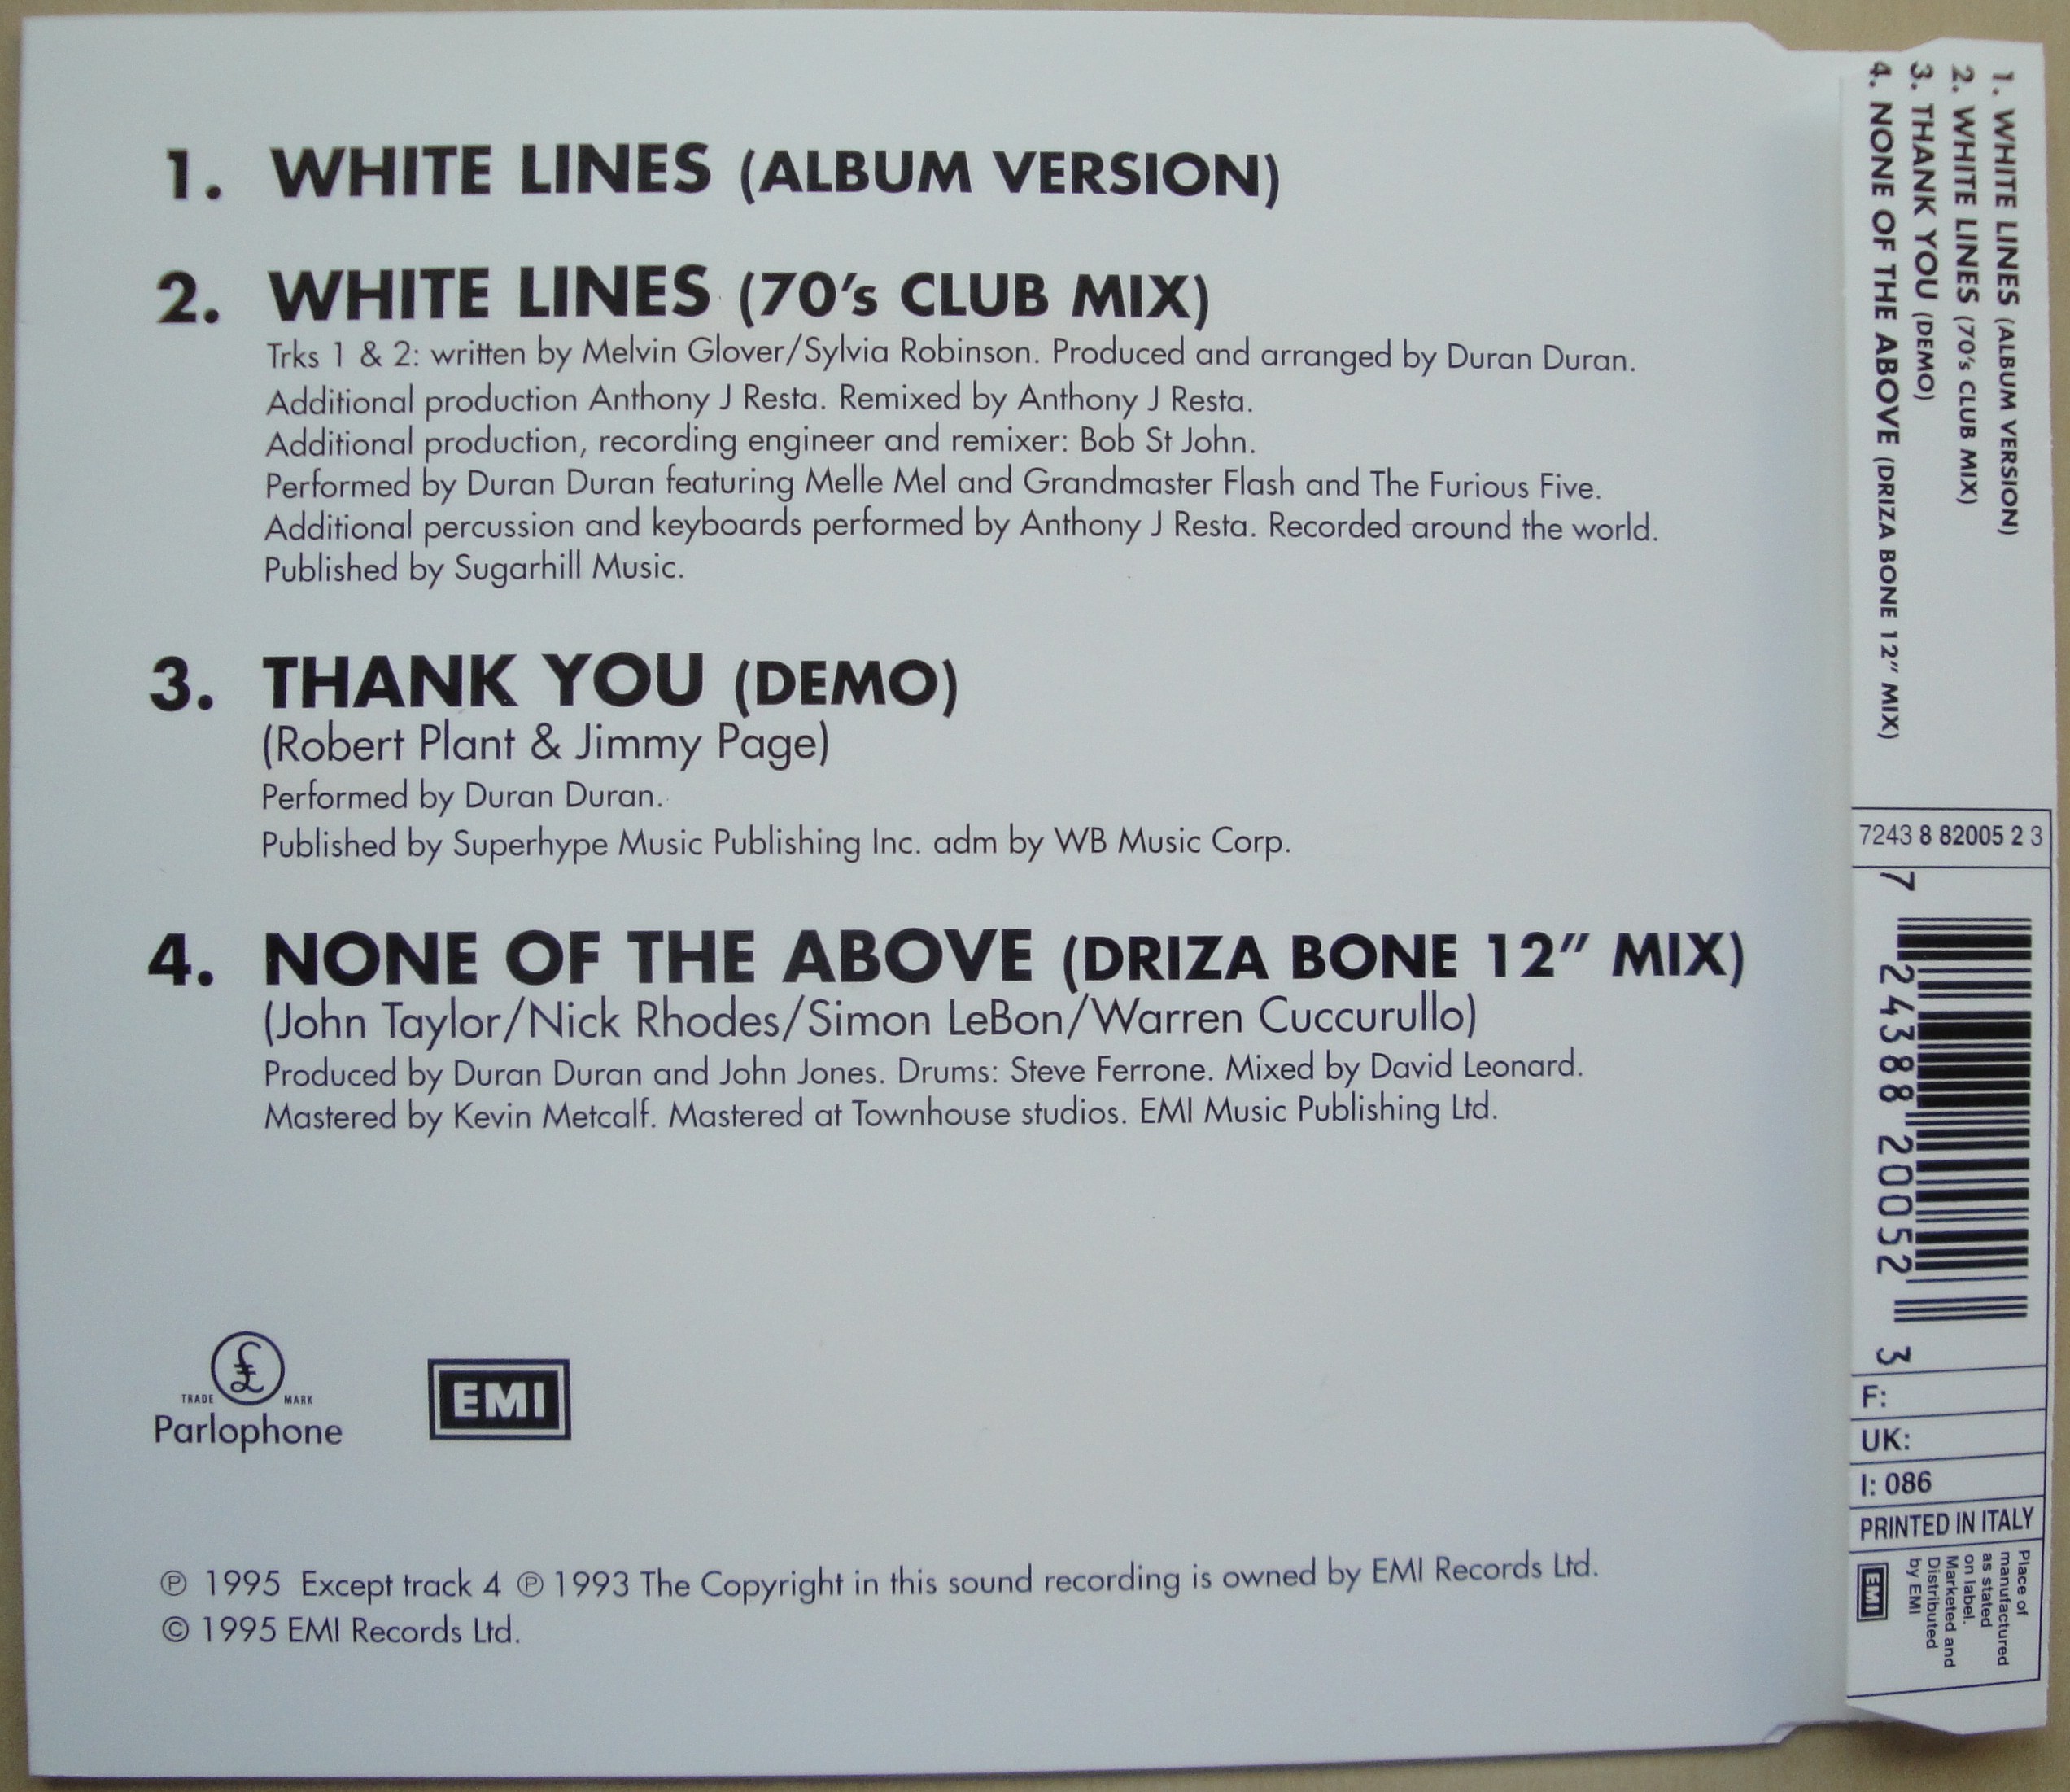 1. WHITE LINES (ALBUM VERSION)
2. WHITE LINES (70's CLUB MIX)
Trks 1 & 2: written by Melvin Glover/Sylvia Robinson. Produced and arranged by Duran Duran.
Additional production Anthony J Resta. Remixed by Anthony J Resta.
Additional production, recording engineer and remixer: Bob St John.
Performed by Duran Duran featuring Melle Mel and Grandmaster Flash and The Furious Five.
Additional percussion and keyboards performed by Anthony J Resta. Recorded around the world.
Published by Sugarhill Music.
3. THANK YOU (DEMO)
(Robert Plant & Jimmy Page)
Performed by Duran Duran.
Published by Superhype Music Publishing Inc. adm by WB Music Corp.
4. NONE OF THE ABOVE (DRIZA BONE 12" MIX)
(John Taylor/Nick Rhodes/Simon LeBon/Warren Cuccurullo)
Produced by Duran Duran and John Jones. Drums: Steve Ferrone. Mixed by David Leonard.
Mastered by Kevin Metcalf. Mastered at Townhouse studios. EMI Music Publishing Ltd.
£
TRADE MARK
Parlophone
EMI
℗ 1995 Except track 4 ℗ 1993 The Copyright in this sound recording is owned by EMI Records Ltd.
© 1995 EMI Records Ltd.
1. WHITE LINES (ALBUM VERSION)
2. WHITE LINES (70's CLUB MIX)
3. THANK YOU (DEMO)
4. NONE OF THE ABOVE (DRIZA BONE 12" MIX)
7243 8 82005 2 3
7 24388 20052 3
F:
UK:
I: 086
PRINTED IN ITALY
Place of
manufactured
as stated
on label.
Marketed and
Distributed
by EMI
EMI